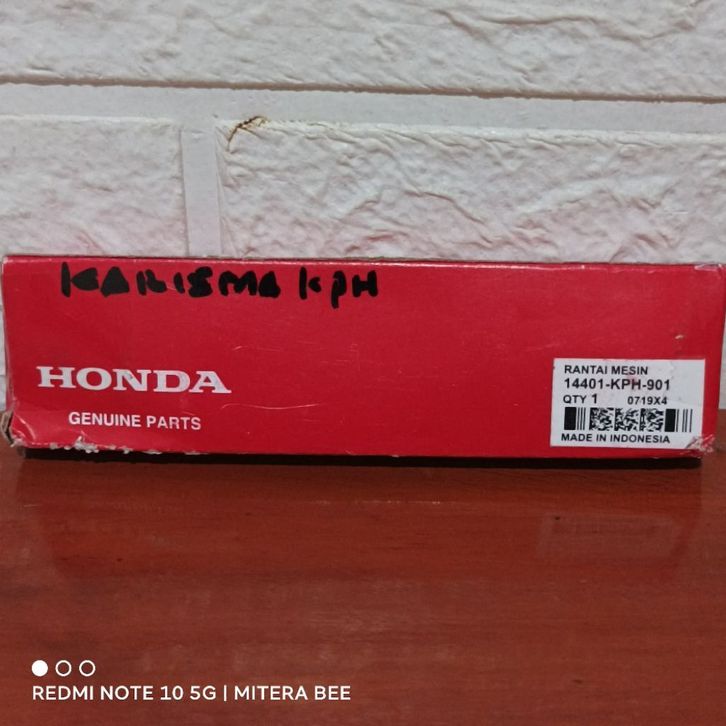 KARISMA KPH
HONDA
GENUINE PARTS
RANTAI MESIN
14401-KPH-901
QTY 1 0719X4
MADE IN INDONESIA
REDMI NOTE 10 5G | MITERA BEE